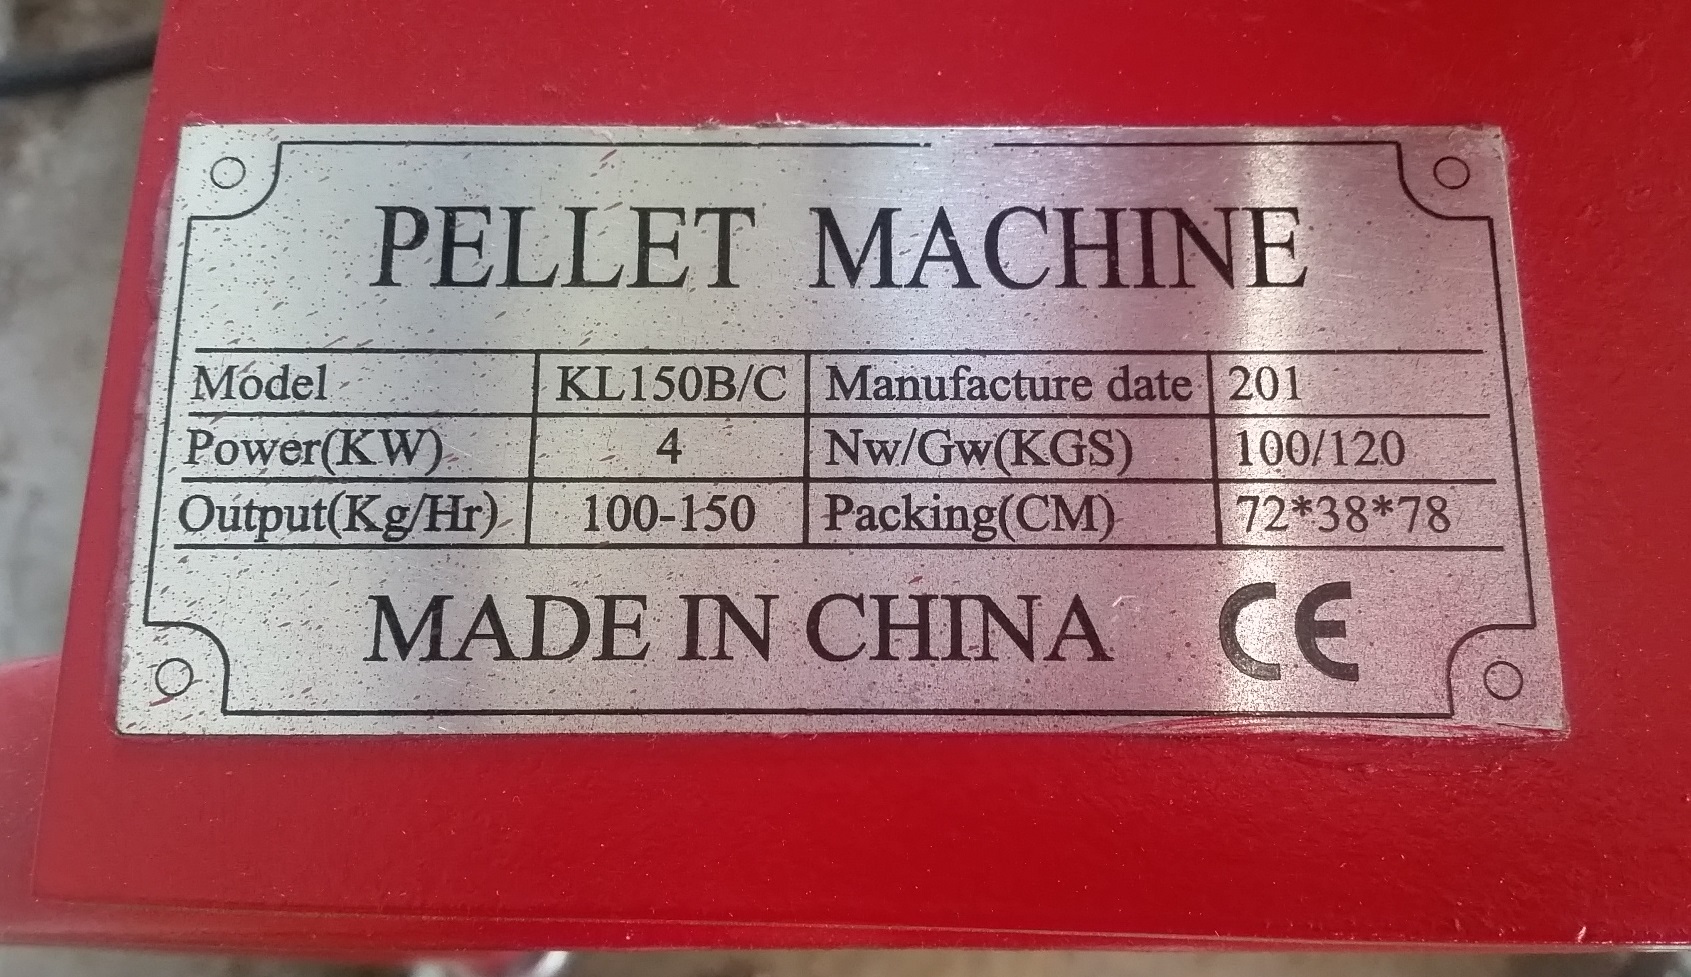 PELLET MACHINE
Model KL150B/C Manufacture date 201
Power(KW) 4 Nw/Gw(KGS) 100/120
Output(Kg/Hr) 100-150 Packing(CM) 72*38*78
MADE IN CHINA CE